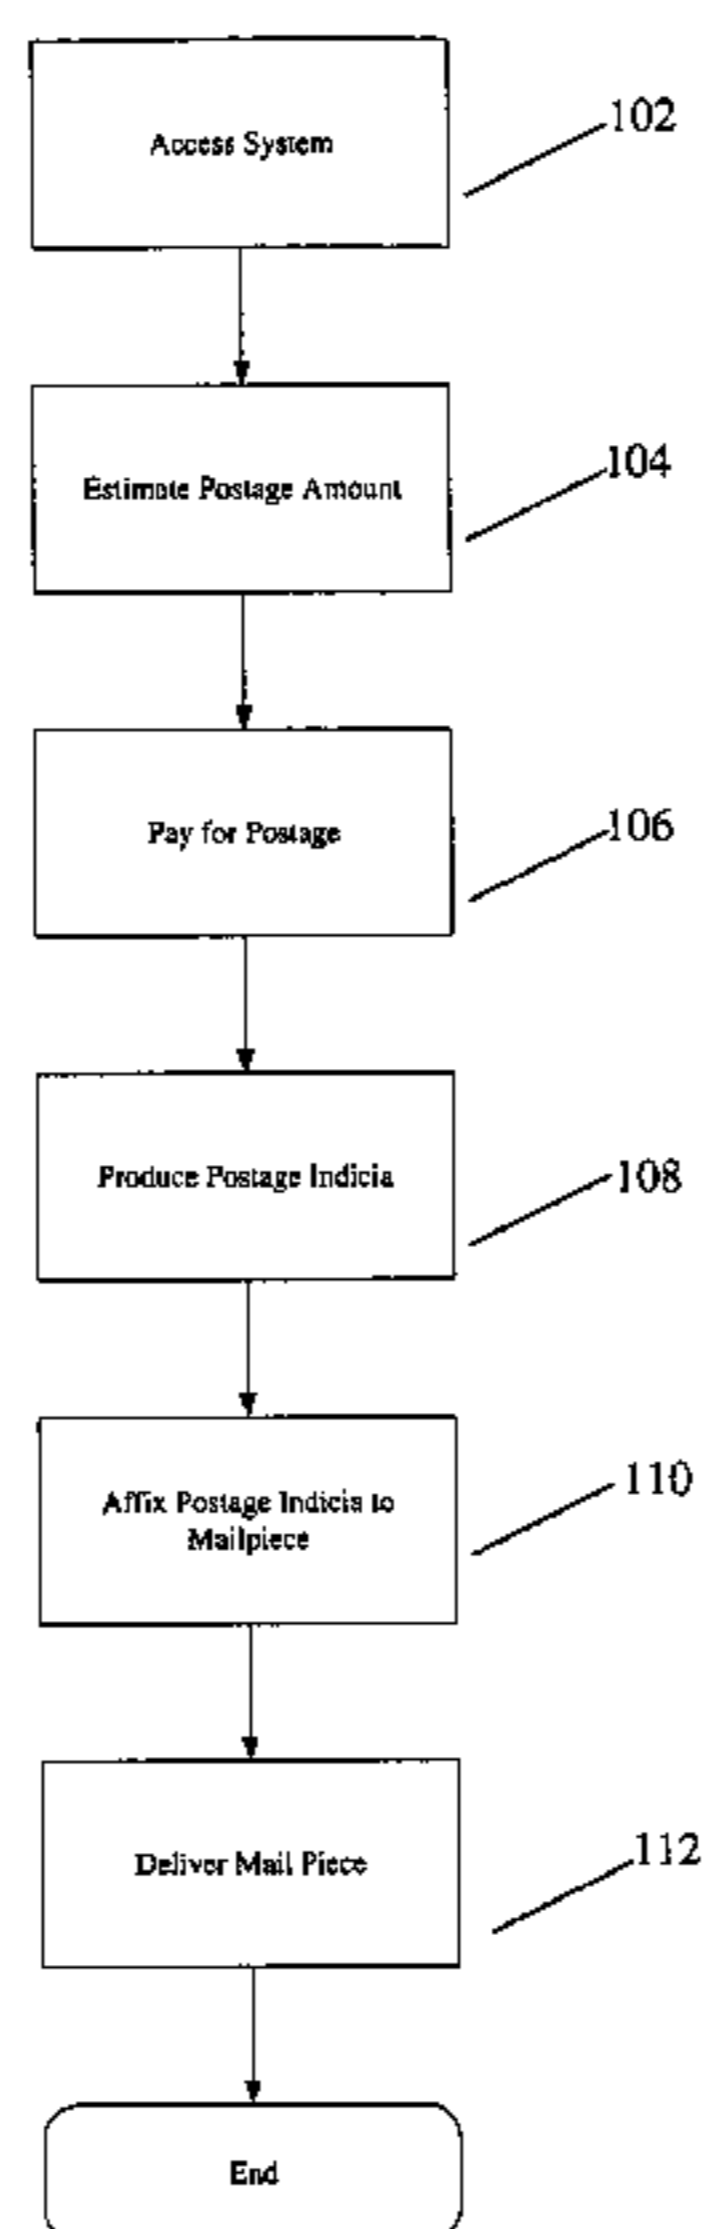 Access System
102
Estimate Postage Amount
104
Pay for Postage
106
Produce Postage Indicia
108
Affix Postage Indicia to
Mailpiece
110
Deliver Mail Piece
112
End